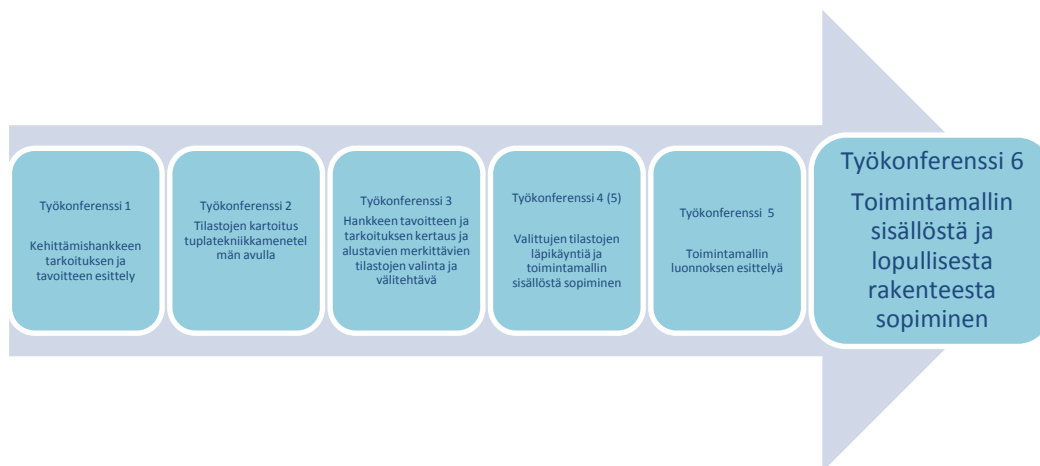 Työkonferenssi 1
Kehittämishankkeen
tarkoituksen ja
tavoitteen esittely
Työkonferenssi 2
Tilastojen kartoitus
tuplatekniikkamenetel
män avulla
Työkonferenssi 3
Hankkeen tavoitteen ja
tarkoituksen kertaus ja
alustavien merkittävien
tilastojen valinta ja
välitehtävä
Työkonferenssi 4 (5)
Valittujen tilastojen
läpikäyntiä ja
toimintamallin
sisällöstä sopiminen
Työkonferenssi 5
Toimintamallin
luonnoksen esittelyä
Työkonferenssi 6
Toimintamallin
sisällöstä ja
lopullisesta
rakenteesta
sopiminen